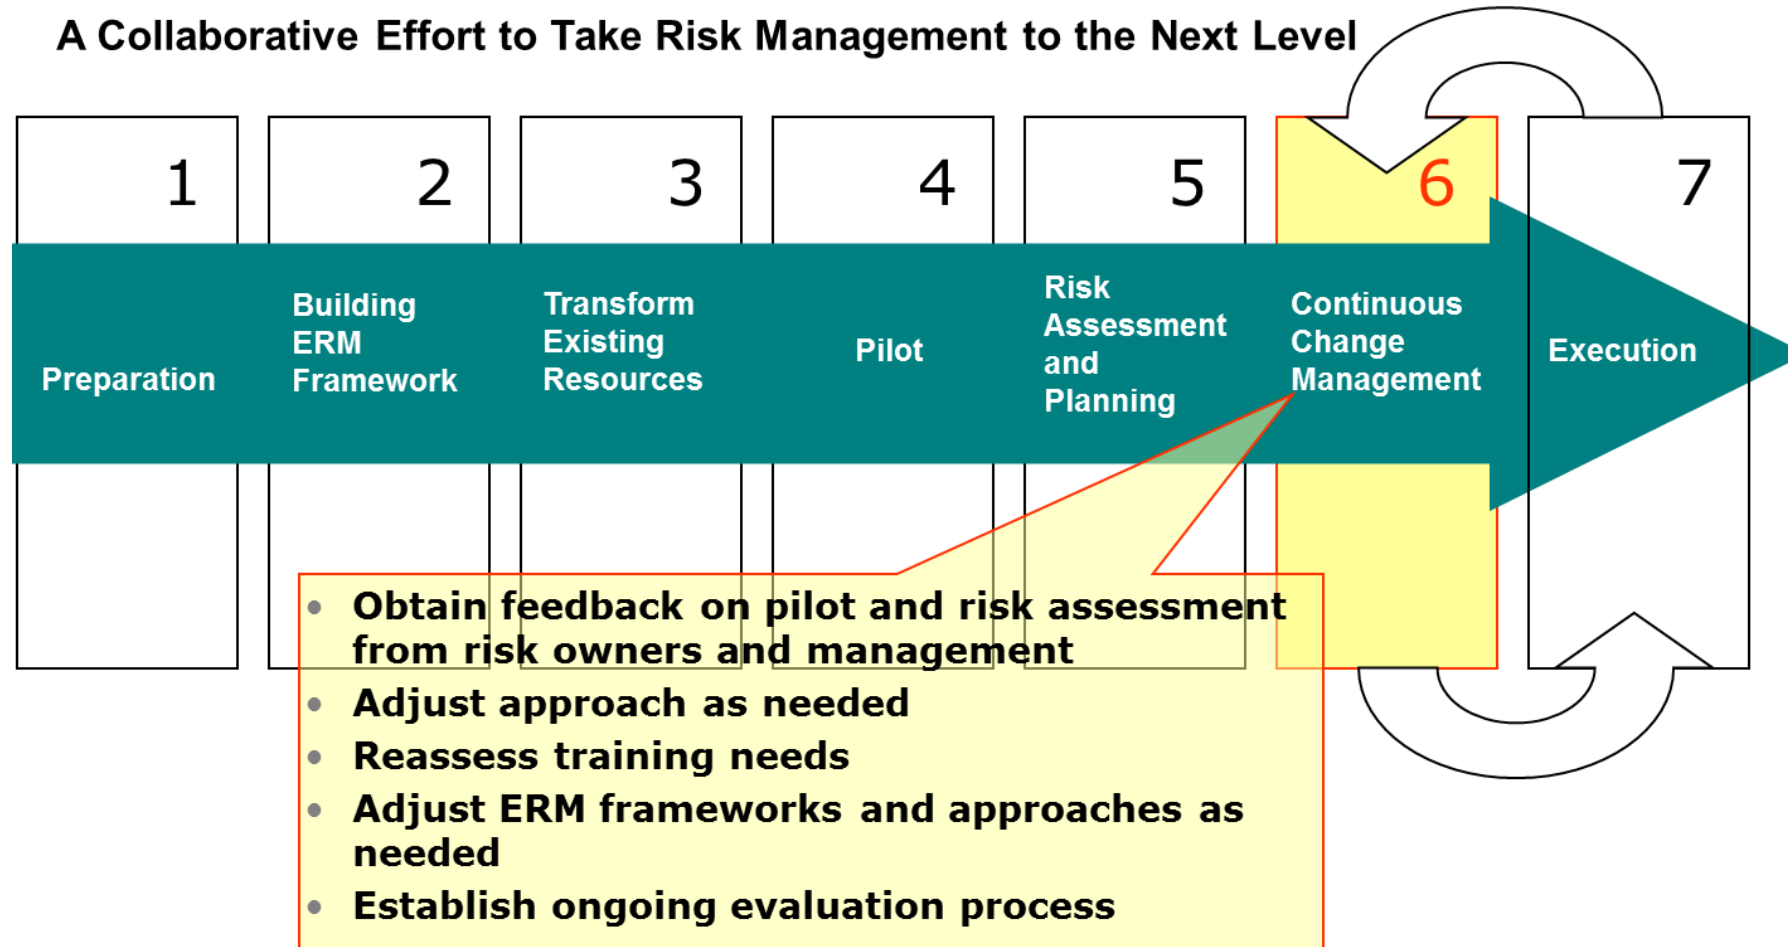 A Collaborative Effort to Take Risk Management to the Next Level
1
2
3
4
5
6
7
Preparation
Building
ERM
Framework
Transform
Existing
Resources
Pilot
Risk
Assessment
and
Planning
Continuous
Change
Management
Execution
• Obtain feedback on pilot and risk assessment
from risk owners and management
• Adjust approach as needed
• Reassess training needs
• Adjust ERM frameworks and approaches as
needed
• Establish ongoing evaluation process